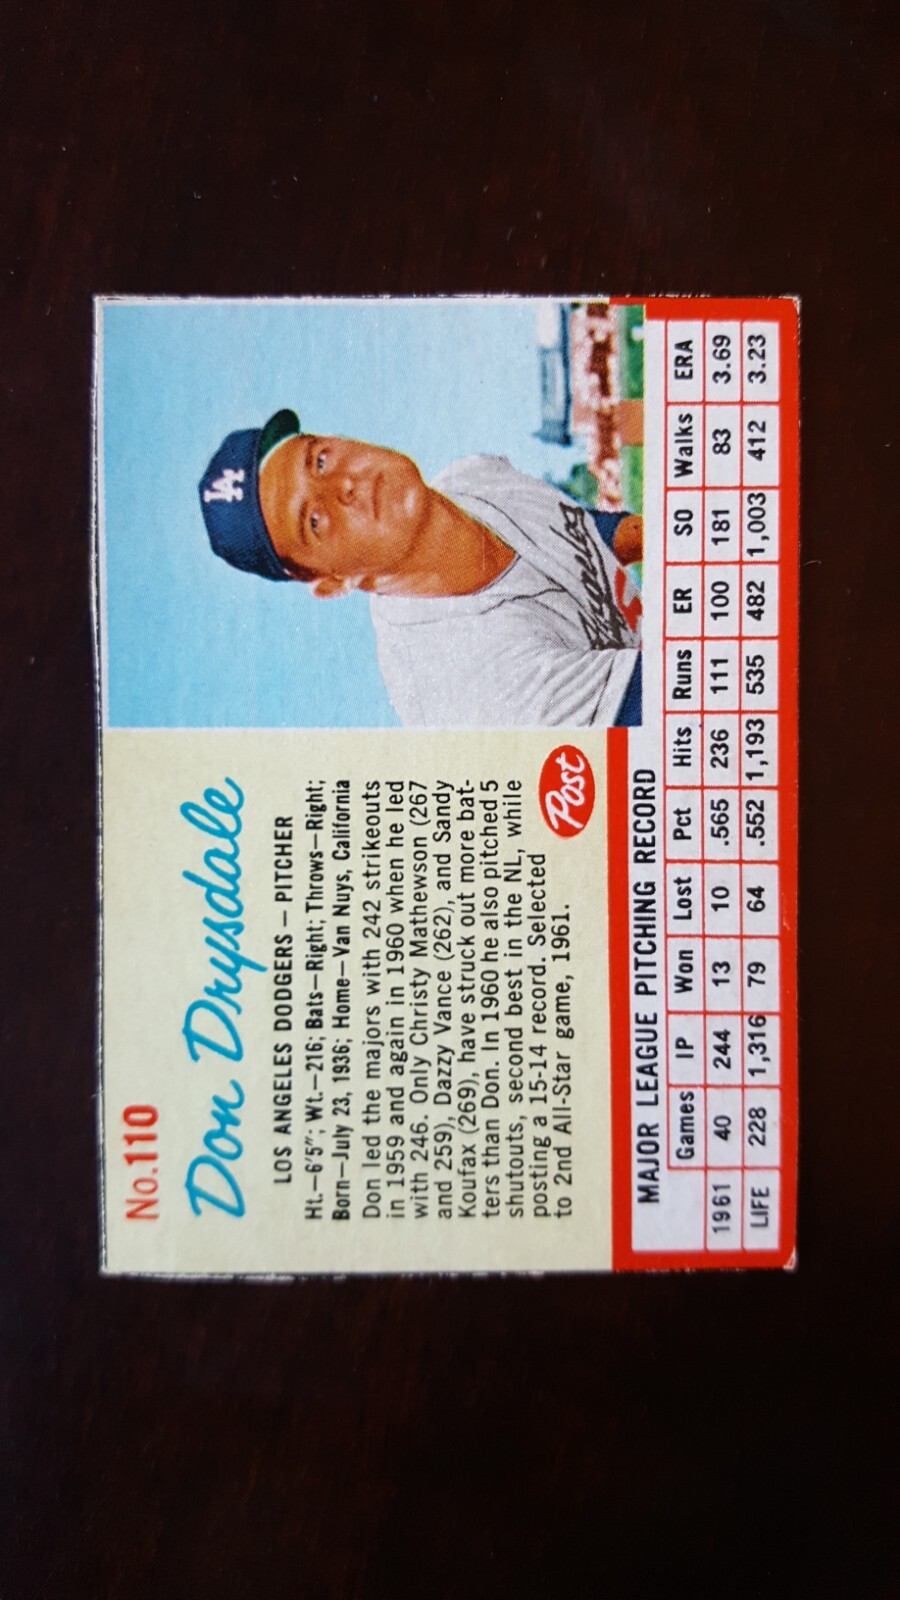 No.110
Don Drysdale
LOS ANGELES DODGERS – PITCHER
Ht.–6'5"; Wt.–216; Bats–Right; Throws–Right;
Born–July 23, 1936; Home–Van Nuys, California
Don led the majors with 242 strikeouts
in 1959 and again in 1960 when he led
with 246. Only Christy Mathewson (267
and 259), Dazzy Vance (262), and Sandy
Koufax (269), have struck out more bat-
ters than Don. In 1960 he also pitched 5
shutouts, second best in the NL, while
posting a 15-14 record. Selected
to 2nd All-Star game, 1961.
Post
LA
Angeles
MAJOR LEAGUE PITCHING RECORD
Games IP Won Lost Pct Hits Runs ER SO Walks ERA
1961 40 244 13 10 .565 236 111 100 181 83 3.69
LIFE 228 1,316 79 64 .552 1,193 535 482 1,003 412 3.23